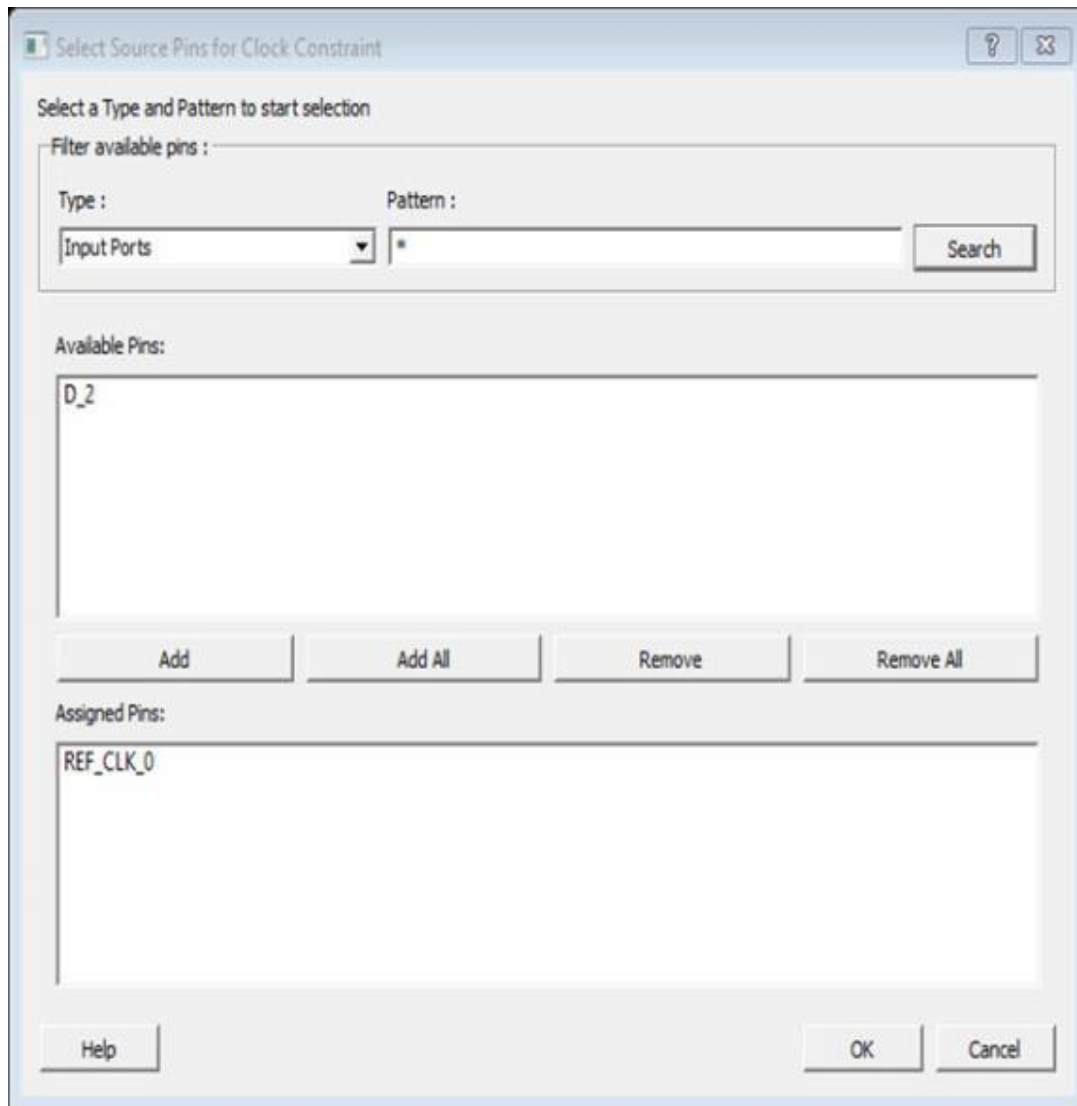 Select Source Pins for Clock Constraint
Select a Type and Pattern to start selection
Filter available pins :
Type : Pattern :
Input Ports * Search
Available Pins:
D_2
Add Add All Remove Remove All
Assigned Pins:
REF_CLK_0
Help OK Cancel